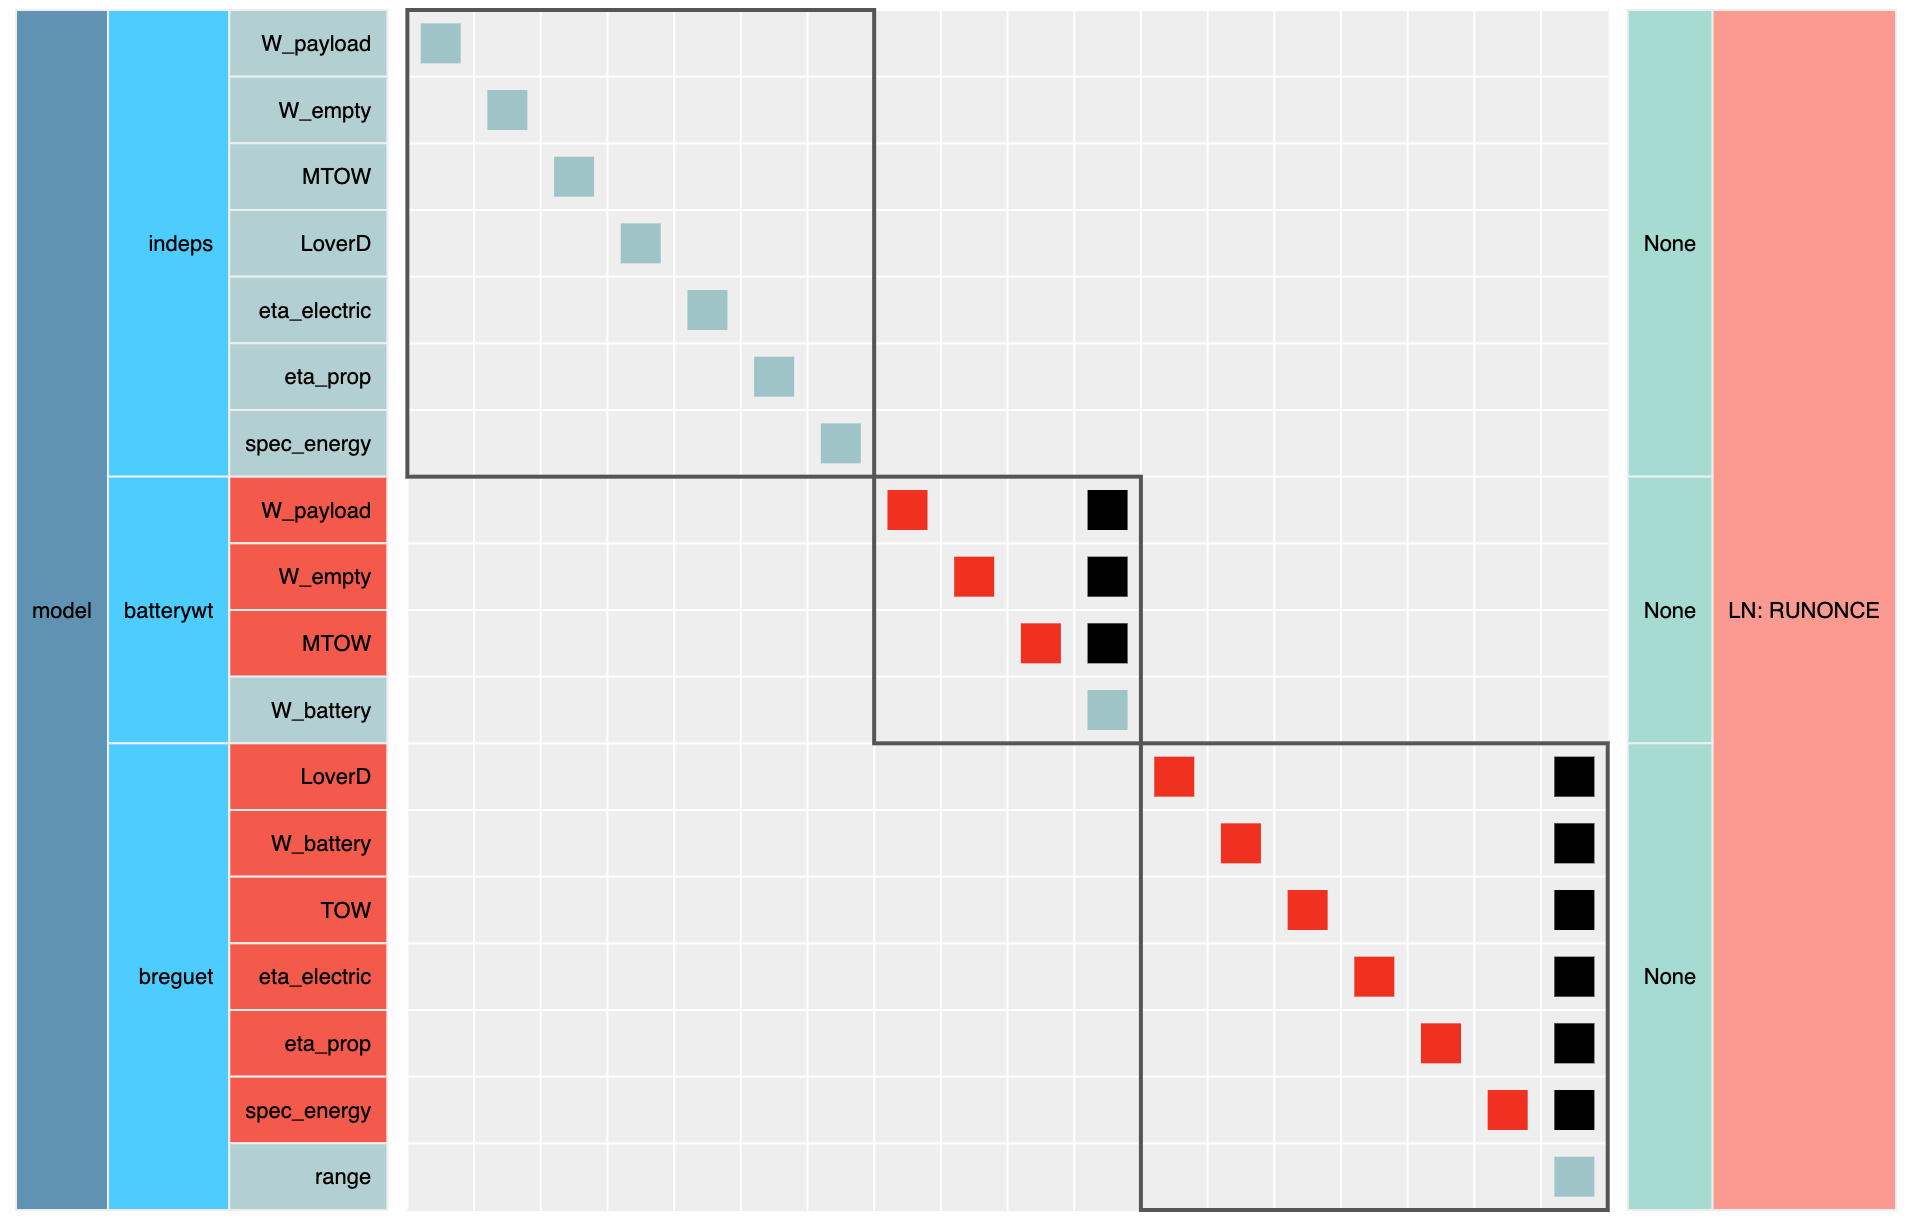 model
indeps
W_payload
W_empty
MTOW
LoverD
eta_electric
eta_prop
spec_energy
None
batterywt
W_payload
W_empty
MTOW
W_battery
None
LN: RUNONCE
breguet
LoverD
W_battery
TOW
eta_electric
eta_prop
spec_energy
range
None